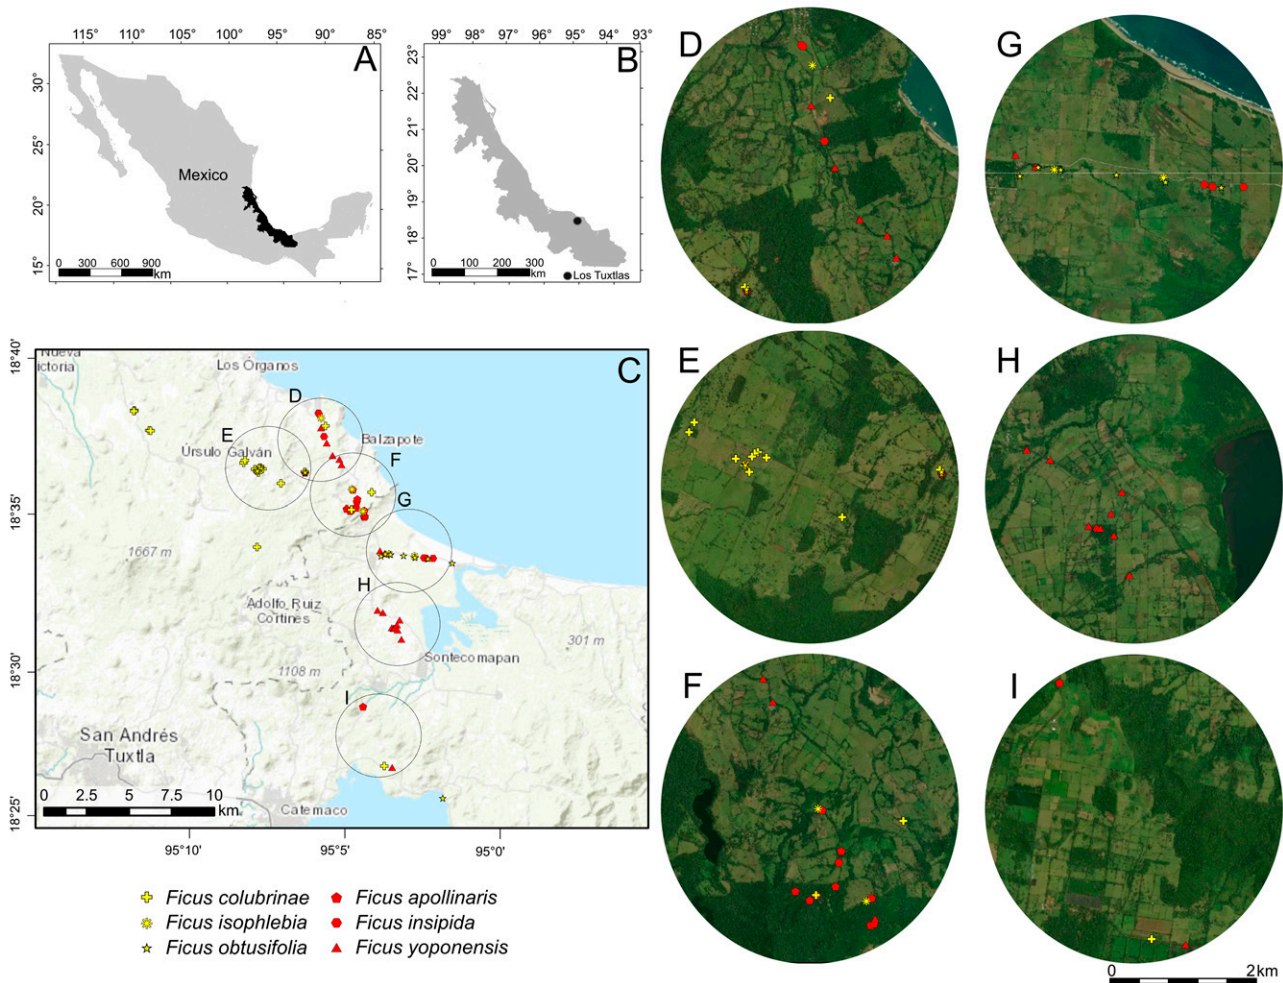 115° 110° 105° 100° 95° 90° 85°
A
30°
25°
20°
15°
Mexico
0 300 600 900
km
99° 98° 97° 96° 95° 94° 93°
B
23°
22°
21°
20°
19°
18°
17°
0 100 200 300
km
Los Tuxtlas
C
18°40'
18°35'
18°30'
18°25'
Nueva
ictoria
Los Órganos
D
Balzapote
E
Úrsulo Galván
F
G
1667 m
H
Adolfo Ruiz
Cortines
301 m
Sontecomapan
1108 m
I
San Andrés
Tuxtla
Catemaco
0 2.5 5 7.5 10
km
95°10' 95°5' 95°0'
Ficus colubrinae
Ficus isophlebia
Ficus obtusifolia
Ficus apollinaris
Ficus insipida
Ficus yoponensis
D
G
E
H
F
I
0 2 km